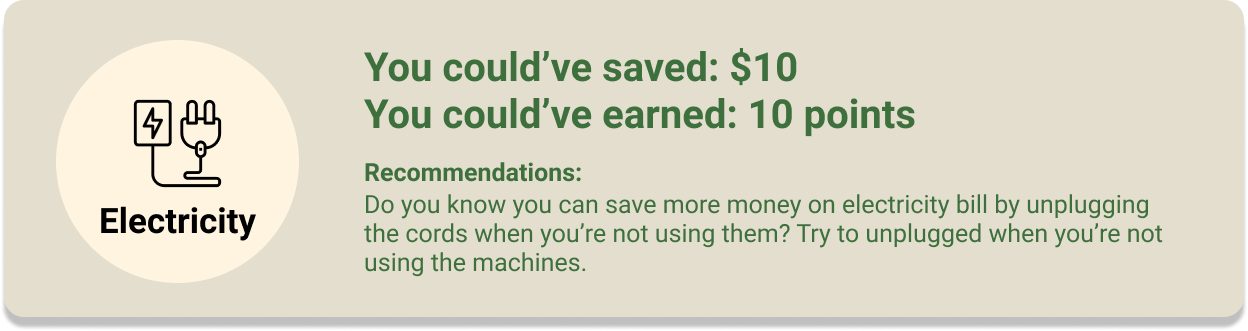 Electricity
You could’ve saved: $10
You could’ve earned: 10 points
Recommendations:
Do you know you can save more money on electricity bill by unplugging
the cords when you’re not using them? Try to unplugged when you’re not
using the machines.